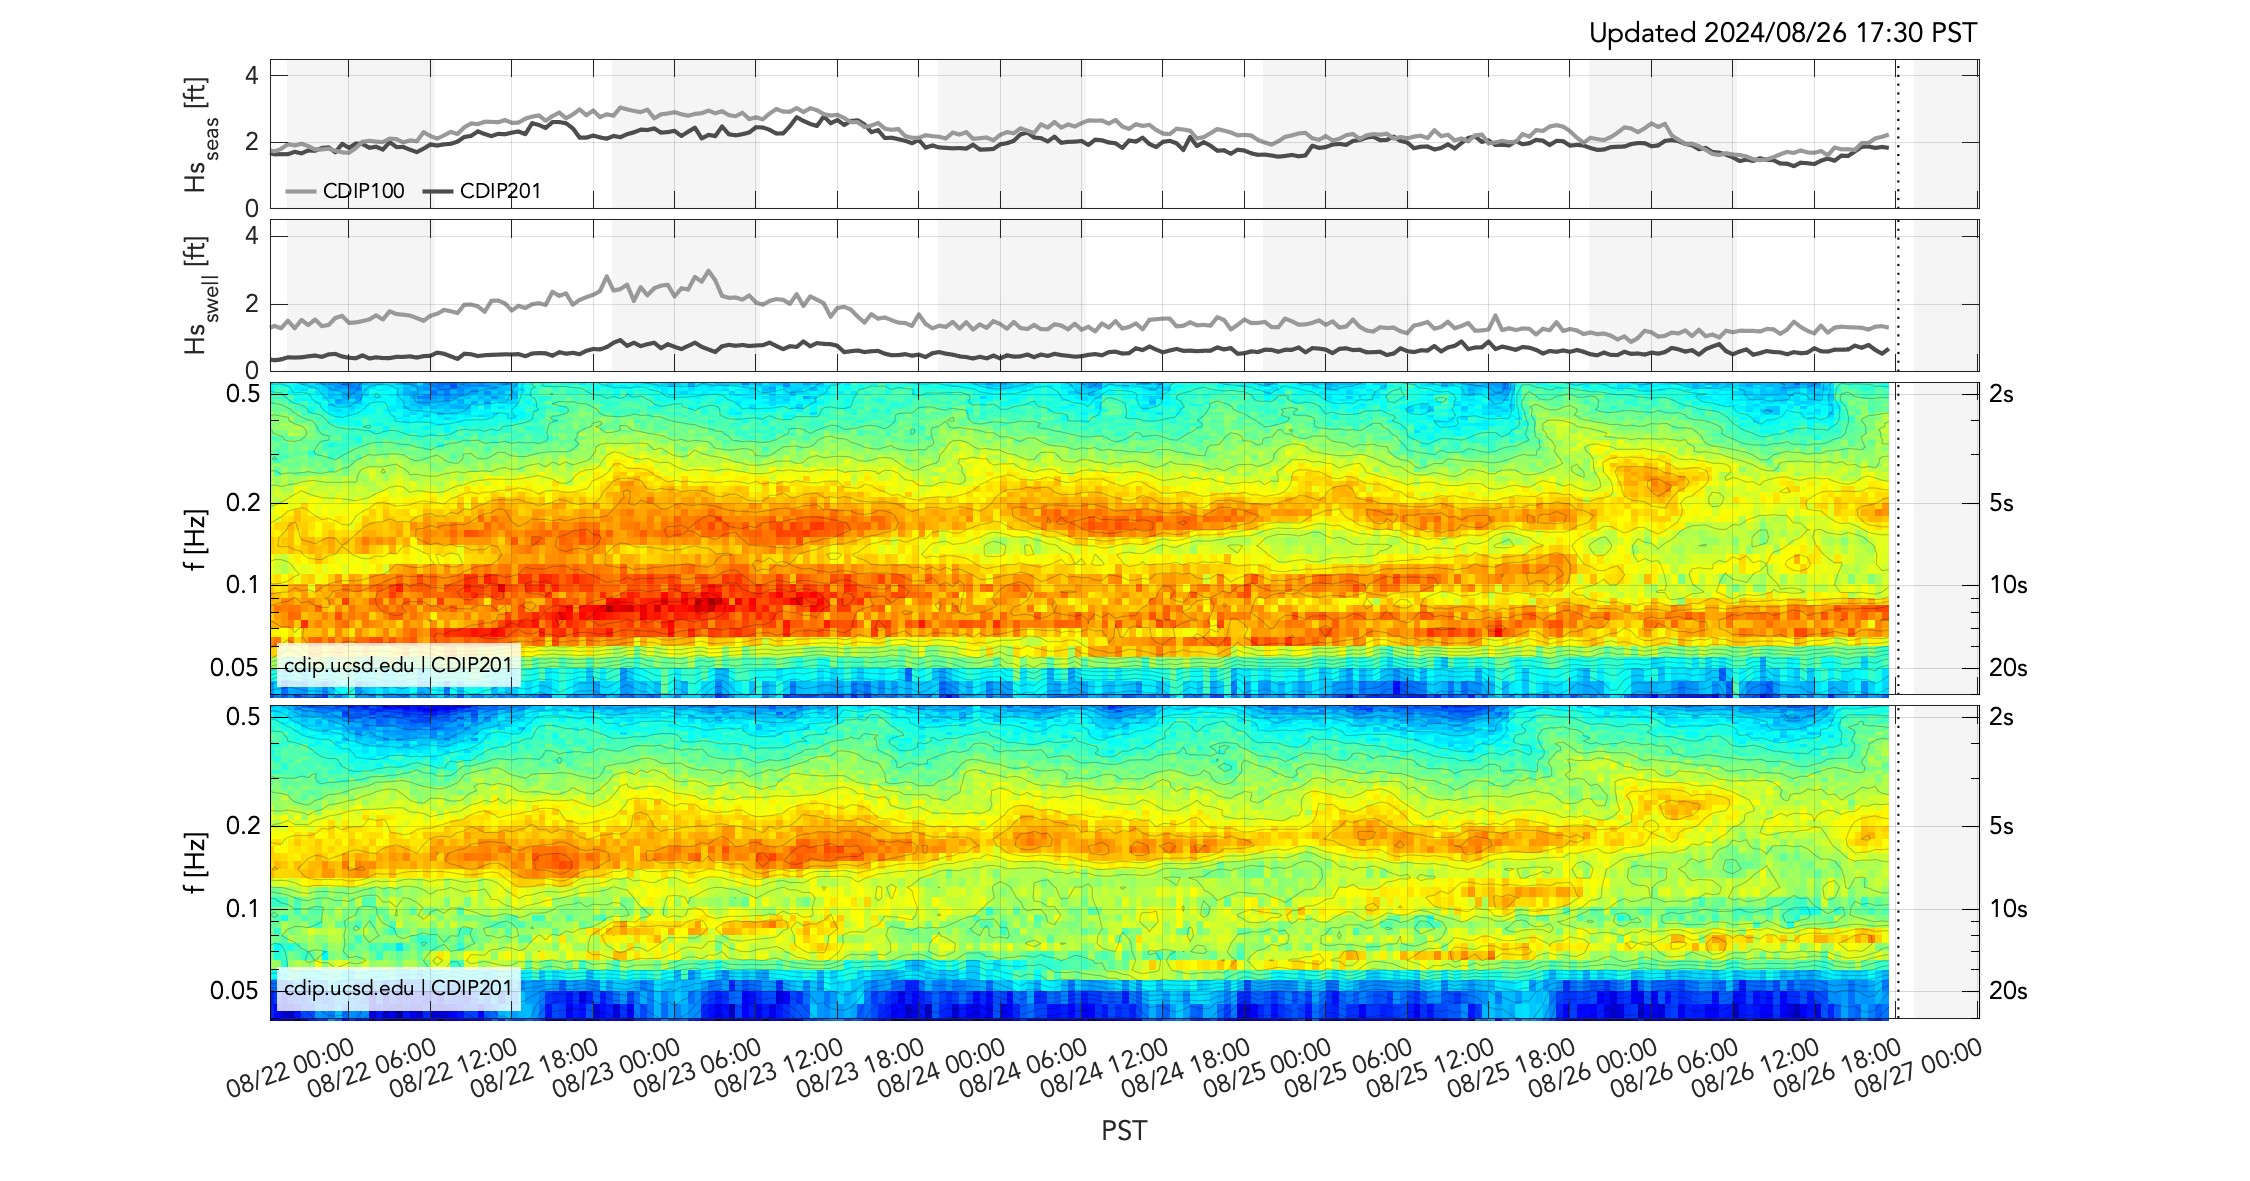 Updated 2024/08/26 17:30 PST
Hs seas [ft]
4
2
0
CDIP100 CDIP201
Hs swell [ft]
4
2
0
f [Hz]
0.5
0.2
0.1
0.05
2s
5s
10s
20s
cdip.ucsd.edu | CDIP201
f [Hz]
0.5
0.2
0.1
0.05
2s
5s
10s
20s
cdip.ucsd.edu | CDIP201
08/22 00:00
08/22 06:00
08/22 12:00
08/22 18:00
08/23 00:00
08/23 06:00
08/23 12:00
08/23 18:00
08/24 00:00
08/24 06:00
08/24 12:00
08/24 18:00
08/25 00:00
08/25 06:00
08/25 12:00
08/25 18:00
08/26 00:00
08/26 06:00
08/26 12:00
08/26 18:00
08/27 00:00
PST